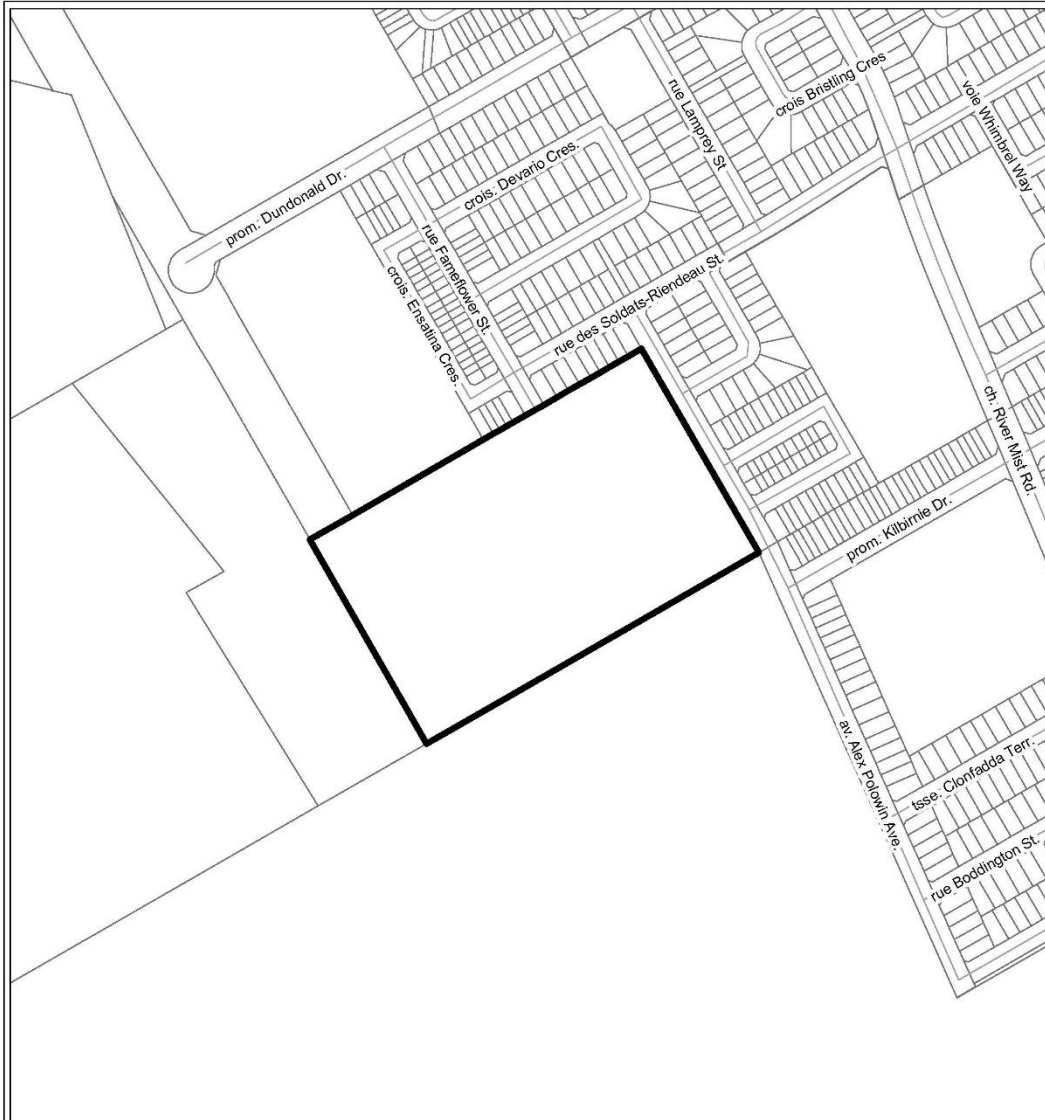 rue Lamprey St
crois Bristling Cres
voie Whimbrel Way
prom. Dundonald Dr.
crois. Devario Cres.
rue Fameflower St.
crois. Ensatina Cres.
rue des Soldats-Riendeau St.
ch. River Mist Rd.
prom. Kilbirnie Dr.
av. Alex Polowin Ave.
tsse. Clonfadda Terr.
rue Boddington St.